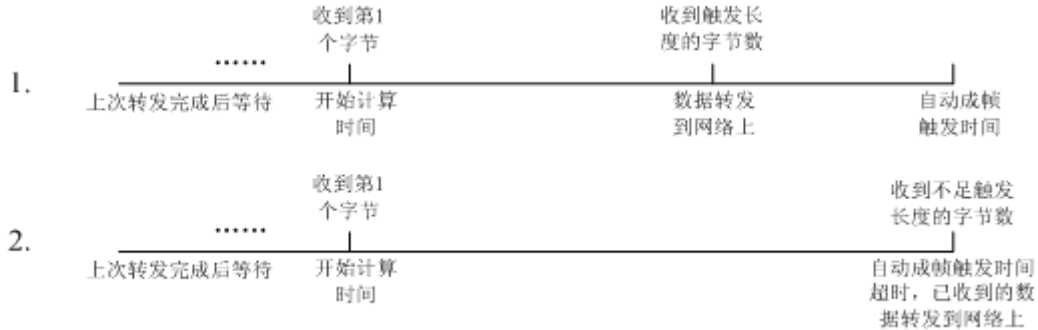 收到第1
个字节
收到触发长
度的字节数
1.
……
上次转发完成后等待
开始计算
时间
数据转发
到网络上
自动成帧
触发时间
收到第1
个字节
收到不足触发
长度的字节数
2.
……
上次转发完成后等待
开始计算
时间
自动成帧触发时间
超时，已收到的数
据转发到网络上